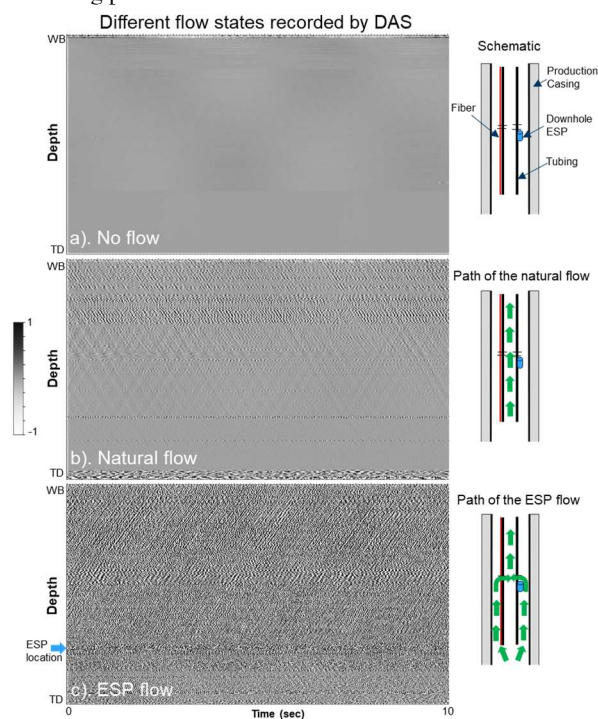 Different flow states recorded by DAS
WB
Depth
TD
a). No flow
Schematic
Production
Casing
Fiber
Downhole
ESP
Tubing
WB
Depth
TD
b). Natural flow
1
-1
Path of the natural flow
WB
Depth
ESP
location
TD
c). ESP flow
0
Time (sec)
10
Path of the ESP flow